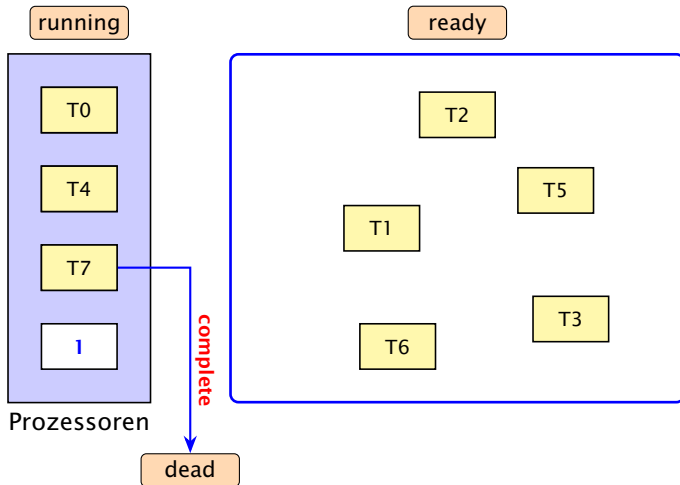 running
ready
T0
T4
T7
1
Prozessoren
T2
T5
T1
T3
T6
complete
dead